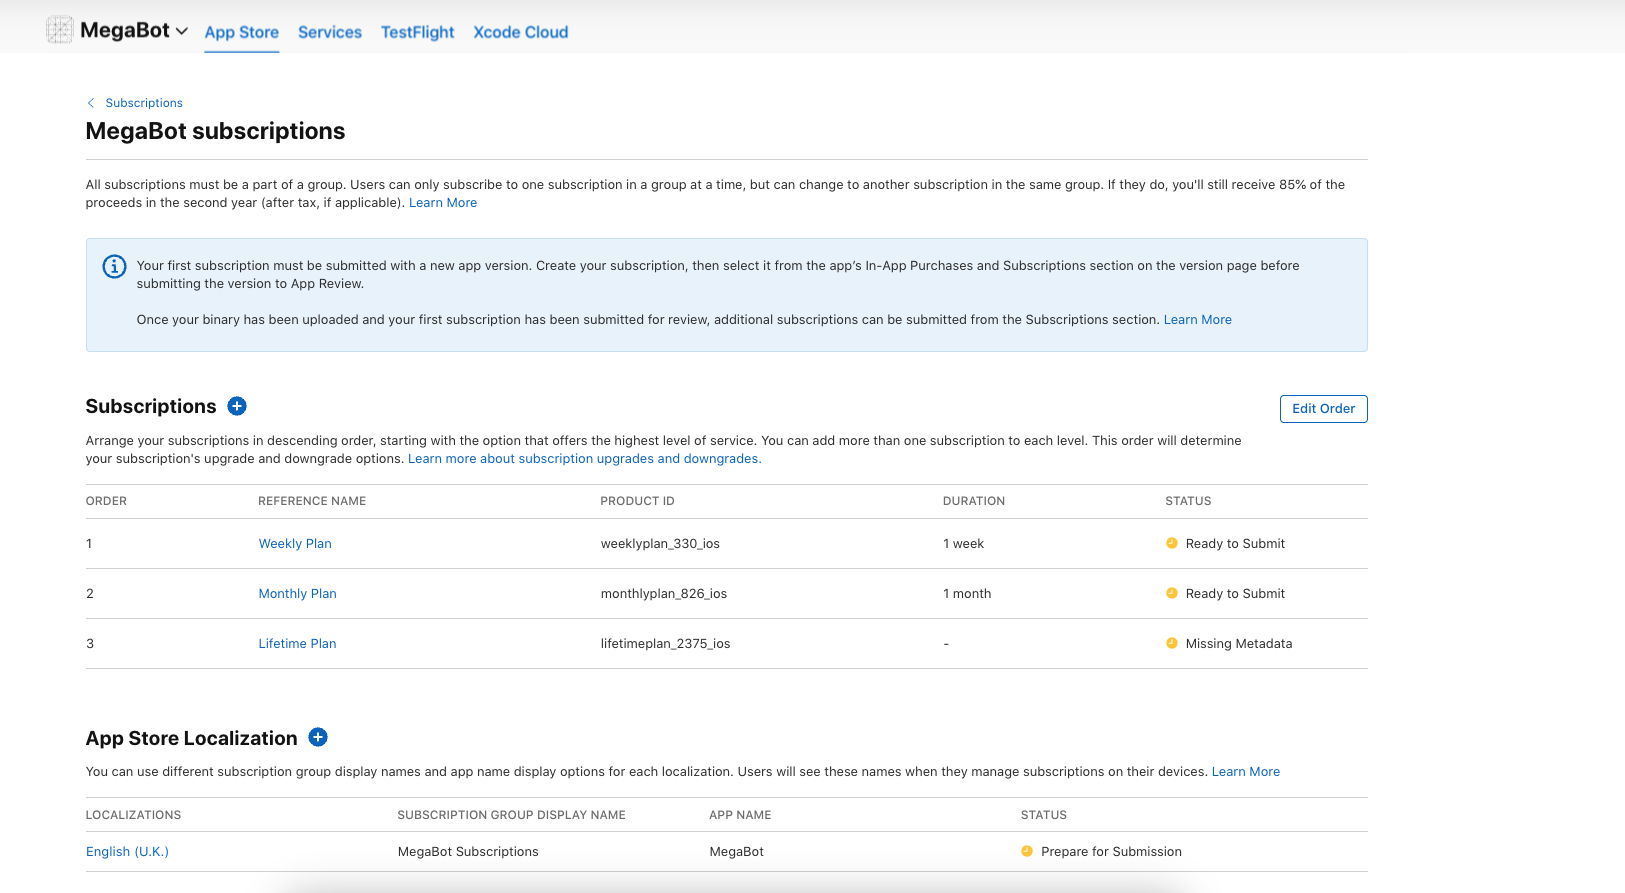 MegaBot App Store Services TestFlight Xcode Cloud
Subscriptions
MegaBot subscriptions
All subscriptions must be a part of a group. Users can only subscribe to one subscription in a group at a time, but can change to another subscription in the same group. If they do, you'll still receive 85% of the
proceeds in the second year (after tax, if applicable). Learn More
Your first subscription must be submitted with a new app version. Create your subscription, then select it from the app's In-App Purchases and Subscriptions section on the version page before
submitting the version to App Review.
Once your binary has been uploaded and your first subscription has been submitted for review, additional subscriptions can be submitted from the Subscriptions section. Learn More
Subscriptions
Edit Order
Arrange your subscriptions in descending order, starting with the option that offers the highest level of service. You can add more than one subscription to each level. This order will determine
your subscription's upgrade and downgrade options. Learn more about subscription upgrades and downgrades.
ORDER REFERENCE NAME PRODUCT ID DURATION STATUS
1 Weekly Plan weeklyplan_330_ios 1 week Ready to Submit
2 Monthly Plan monthlyplan_826_ios 1 month Ready to Submit
3 Lifetime Plan lifetimeplan_2375_ios - Missing Metadata
App Store Localization
You can use different subscription group display names and app name display options for each localization. Users will see these names when they manage subscriptions on their devices. Learn More
LOCALIZATIONS SUBSCRIPTION GROUP DISPLAY NAME APP NAME STATUS
English (U.K.) MegaBot Subscriptions MegaBot Prepare for Submission